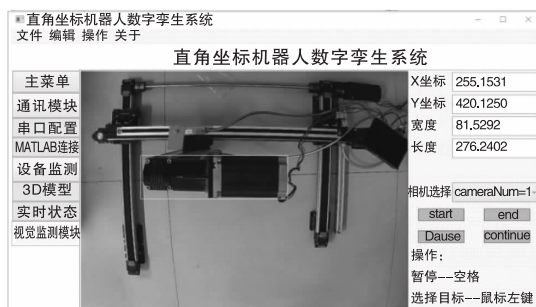 直角坐标机器人数字孪生系统
文件 编辑 操作 关于
直角坐标机器人数字孪生系统
主菜单
通讯模块
串口配置
MATLAB连接
设备监测
3D模型
实时状态
视觉监测模块
X坐标 255.1531
Y坐标 420.1250
宽度 81.5292
长度 276.2402
相机选择 cameraNum=1
start end
Dause continue
操作:
暂停--空格
选择目标--鼠标左键